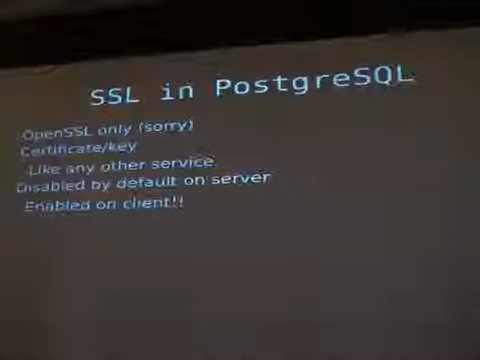 SSL in PostgreSQL
OpenSSL only (sorry)
Certificate/key
Like any other service
Disabled by default on server
Enabled on client!!